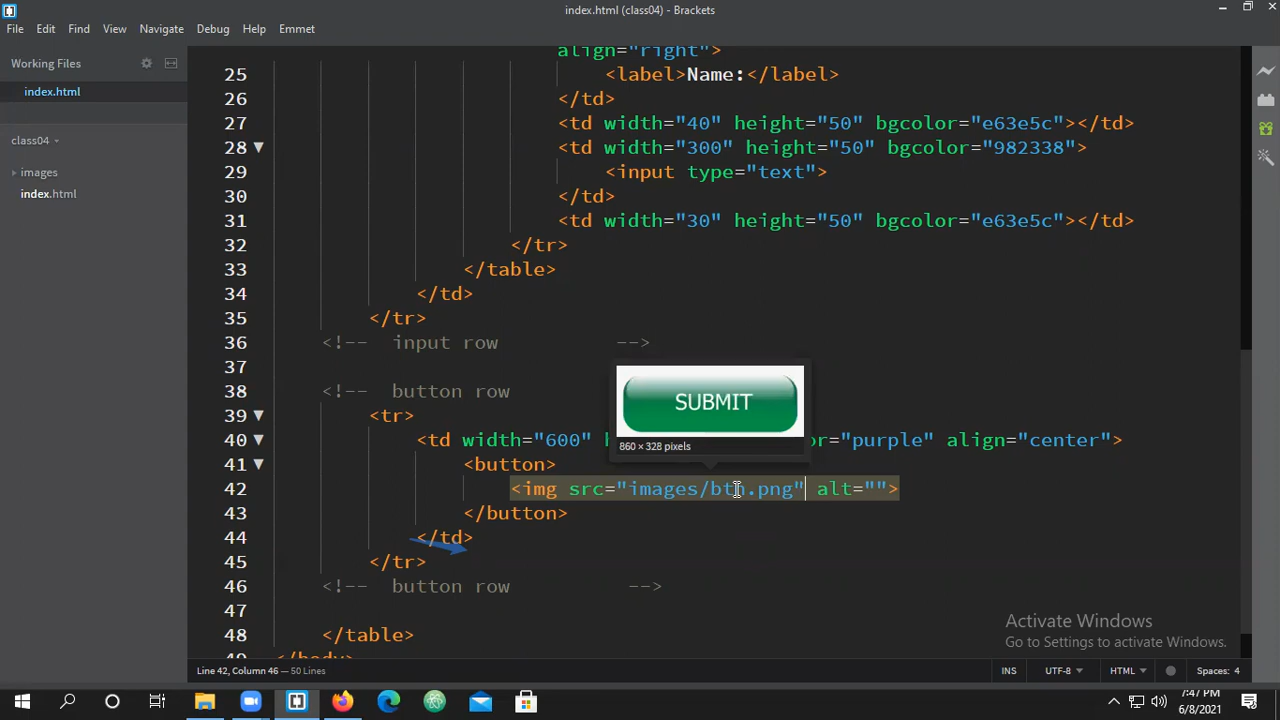 index.html (class04) - Brackets
File Edit Find View Navigate Debug Help Emmet
Working Files
index.html
class04
images
index.html
align="right">
25 <label>Name:</label>
26 </td>
27 <td width="40" height="50" bgcolor="e63e5c"></td>
28 <td width="300" height="50" bgcolor="982338">
29 <input type="text">
30 </td>
31 <td width="30" height="50" bgcolor="e63e5c"></td>
32 </tr>
33 </table>
34 </td>
35 </tr>
36 <!-- input row -->
37
38 <!-- button row
39 <tr>
40 <td width="600" h or="purple" align="center">
SUBMIT
860 × 328 pixels
41 <button>
42 <img src="images/btn.png" alt="">
43 </button>
44 </td>
45 </tr>
46 <!-- button row -->
47
48 </table>
</body>
Activate Windows
Go to Settings to activate Windows.
Line 42, Column 46 — 50 Lines
INS UTF-8 HTML Spaces: 4
7:47 PM
6/8/2021